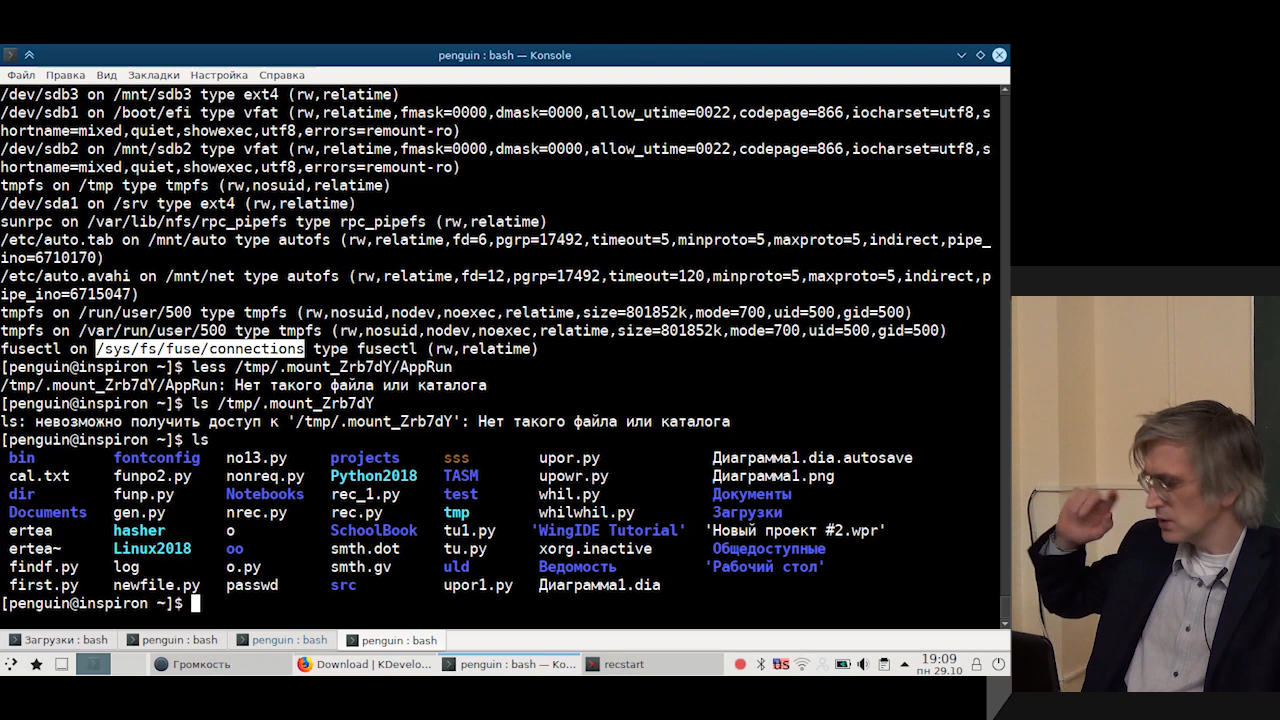 penguin : bash — Konsole
Файл Правка Вид Закладки Настройка Справка
/dev/sdb3 on /mnt/sdb3 type ext4 (rw,relatime)
/dev/sdb1 on /boot/efi type vfat (rw,relatime,fmask=0000,dmask=0000,allow_utime=0022,codepage=866,iocharset=utf8,s
hortname=mixed,quiet,showexec,utf8,errors=remount-ro)
/dev/sdb2 on /mnt/sdb2 type vfat (rw,relatime,fmask=0000,dmask=0000,allow_utime=0022,codepage=866,iocharset=utf8,s
hortname=mixed,quiet,showexec,utf8,errors=remount-ro)
tmpfs on /tmp type tmpfs (rw,nosuid,relatime)
/dev/sda1 on /srv type ext4 (rw,relatime)
sunrpc on /var/lib/nfs/rpc_pipefs type rpc_pipefs (rw,relatime)
/etc/auto.tab on /mnt/auto type autofs (rw,relatime,fd=6,pgrp=17492,timeout=5,minproto=5,maxproto=5,indirect,pipe_
ino=6710170)
/etc/auto.avahi on /mnt/net type autofs (rw,relatime,fd=12,pgrp=17492,timeout=120,minproto=5,maxproto=5,indirect,p
ipe_ino=6715047)
tmpfs on /run/user/500 type tmpfs (rw,nosuid,nodev,noexec,relatime,size=801852k,mode=700,uid=500,gid=500)
tmpfs on /var/run/user/500 type tmpfs (rw,nosuid,nodev,noexec,relatime,size=801852k,mode=700,uid=500,gid=500)
fusectl on /sys/fs/fuse/connections type fusectl (rw,relatime)
[penguin@inspiron ~]$ less /tmp/.mount_Zrb7dY/AppRun
/tmp/.mount_Zrb7dY/AppRun: Нет такого файла или каталога
[penguin@inspiron ~]$ ls /tmp/.mount_Zrb7dY
ls: невозможно получить доступ к '/tmp/.mount_Zrb7dY': Нет такого файла или каталога
[penguin@inspiron ~]$ ls
bin fontconfig no13.py projects sss upor.py Диаграмма1.dia.autosave
cal.txt funpo2.py nonreq.py Python2018 TASM upowr.py Диаграмма1.png
dir funp.py Notebooks rec_1.py test whil.py Документы
Documents gen.py nrec.py rec.py tmp whilwhil.py Загрузки
ertea hasher o SchoolBook tu1.py 'WingIDE Tutorial' 'Новый проект #2.wpr'
ertea~ Linux2018 oo smth.dot tu.py xorg.inactive Общедоступные
findf.py log o.py smth.gv uld Ведомость 'Рабочий стол'
first.py newfile.py passwd src upor1.py Диаграмма1.dia
[penguin@inspiron ~]$
Загрузки : bash penguin : bash penguin : bash penguin : bash
Громкость Download | KDevelo... penguin : bash — Ko... recstart US 19:09
пн 29.10